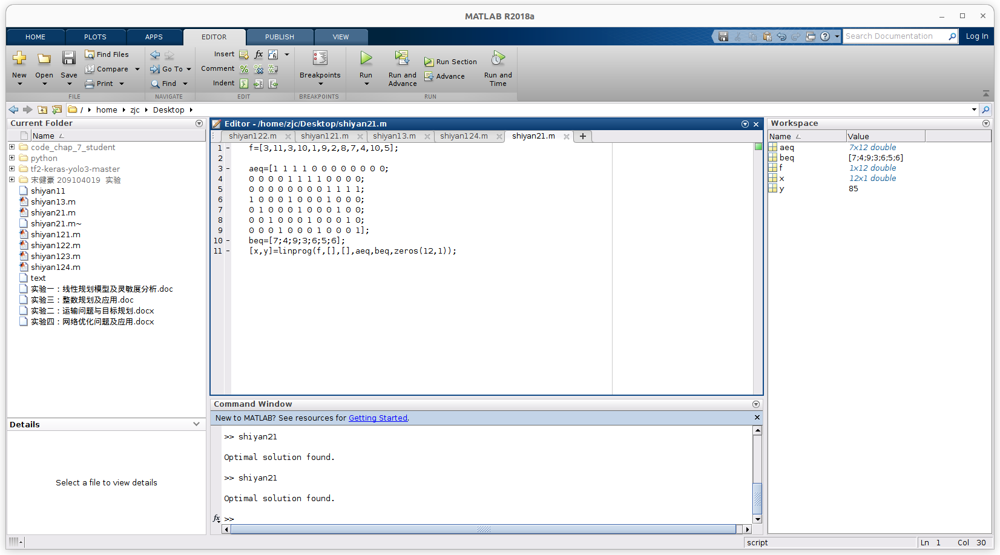 MATLAB R2018a
HOME PLOTS APPS EDITOR PUBLISH VIEW
Search Documentation
Log In
New
Open
Save
Find Files
Compare
Print
FILE
Go To
Find
NAVIGATE
Insert
Comment
Indent
EDIT
Breakpoints
BREAKPOINTS
Run
Run and Advance
Run Section
Advance
Run and Time
RUN
/ home zjc Desktop
Current Folder
Name
code_chap_7_student
python
tf2-keras-yolo3-master
宋健豪 209104019 实验
shiyan11
shiyan13.m
shiyan21.m
shiyan21.m~
shiyan121.m
shiyan122.m
shiyan123.m
shiyan124.m
text
实验一：线性规划模型及灵敏度分析.doc
实验三：整数规划及应用.doc
实验二：运输问题与目标规划.docx
实验四：网络优化问题及应用.docx
Details
Select a file to view details
Editor - /home/zjc/Desktop/shiyan21.m
shiyan122.m shiyan121.m shiyan13.m shiyan124.m shiyan21.m
1 - f=[3,11,3,10,1,9,2,8,7,4,10,5];
2
3 - aeq=[1 1 1 1 0 0 0 0 0 0 0 0;
4 0 0 0 0 1 1 1 1 0 0 0 0;
5 0 0 0 0 0 0 0 0 1 1 1 1;
6 1 0 0 0 1 0 0 0 1 0 0 0;
7 0 1 0 0 0 1 0 0 0 1 0 0;
8 0 0 1 0 0 0 1 0 0 0 1 0;
9 0 0 0 1 0 0 0 1 0 0 0 1];
10 - beq=[7;4;9;3;6;5;6];
11 - [x,y]=linprog(f,[],[],aeq,beq,zeros(12,1));
Command Window
New to MATLAB? See resources for Getting Started.
>> shiyan21
Optimal solution found.
>> shiyan21
Optimal solution found.
fx >>
Workspace
Name Value
aeq 7x12 double
beq [7;4;9;3;6;5;6]
f 1x12 double
x 12x1 double
y 85
script
Ln 1 Col 30